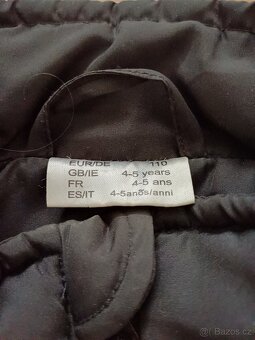 EUR/DE 110
GB/IE 4-5 years
FR 4-5 ans
ES/IT 4-5años/anni
Bazos.cz